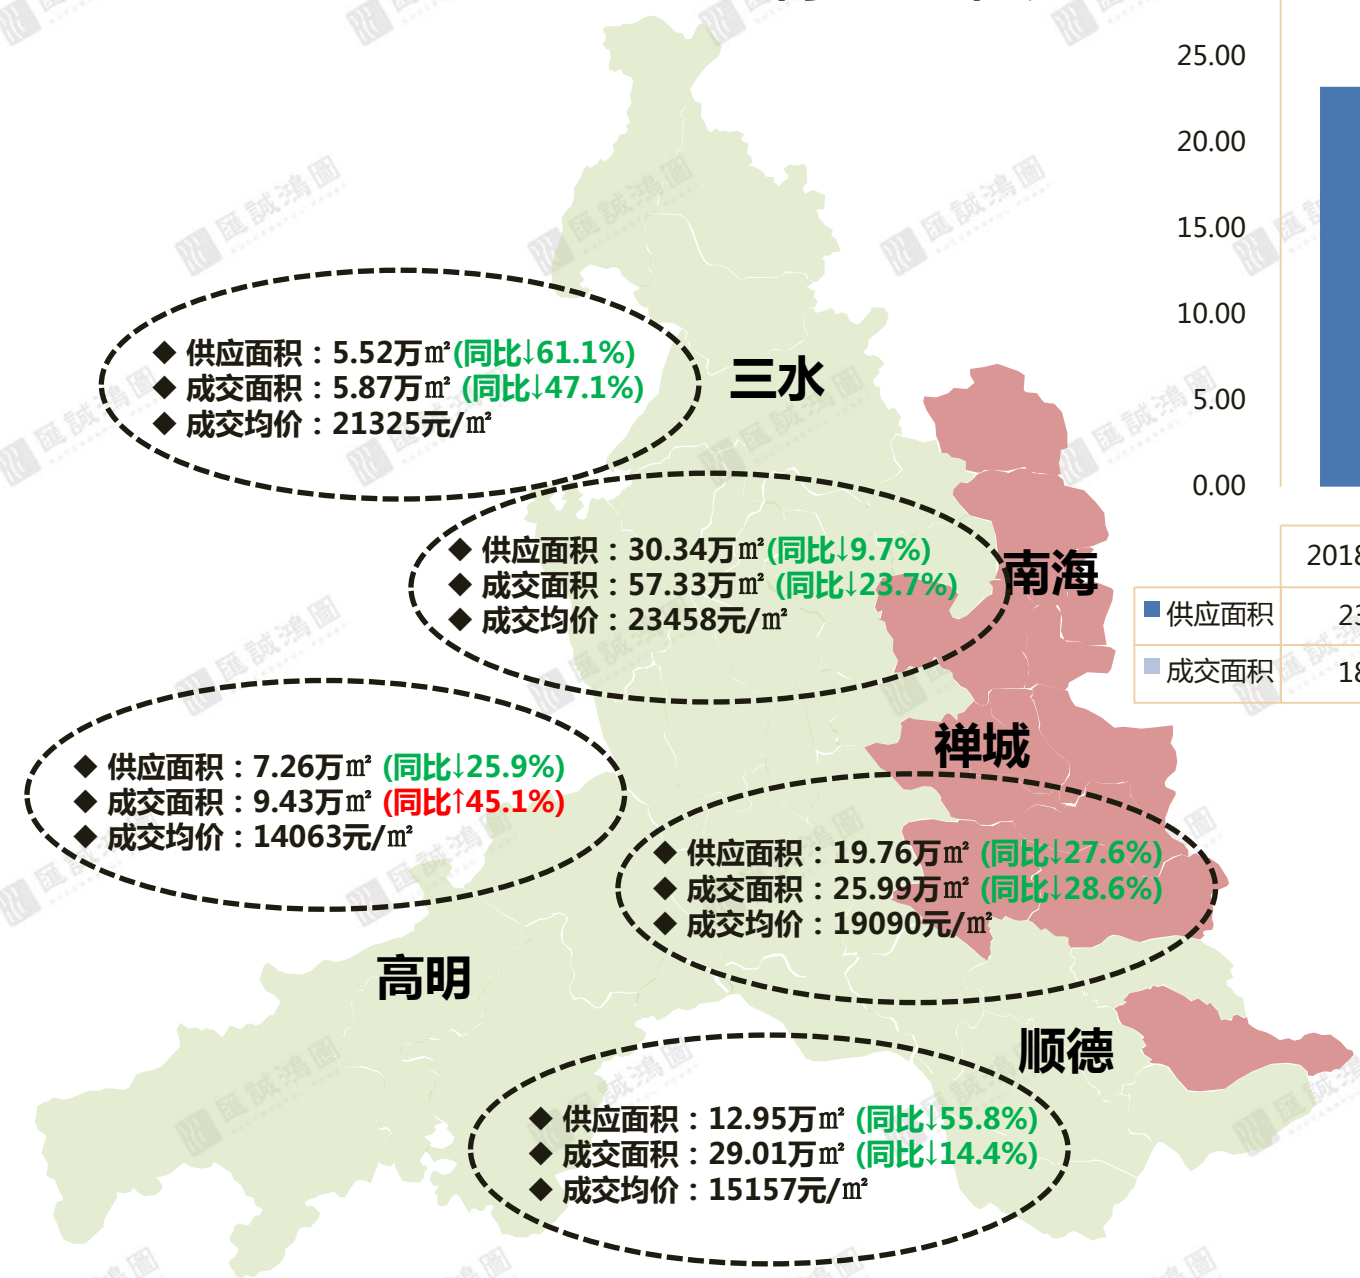 25.00
20.00
15.00
10.00
5.00
0.00
2018
供应面积 23
成交面积 18
◆ 供应面积：5.52万㎡(同比↓61.1%)
◆ 成交面积：5.87万㎡ (同比↓47.1%)
◆ 成交均价：21325元/㎡
三水
◆ 供应面积：30.34万㎡(同比↓9.7%)
◆ 成交面积：57.33万㎡ (同比↓23.7%)
◆ 成交均价：23458元/㎡
南海
禅城
◆ 供应面积：7.26万㎡ (同比↓25.9%)
◆ 成交面积：9.43万㎡ (同比↑45.1%)
◆ 成交均价：14063元/㎡
◆ 供应面积：19.76万㎡ (同比↓27.6%)
◆ 成交面积：25.99万㎡ (同比↓28.6%)
◆ 成交均价：19090元/㎡
高明
顺德
◆ 供应面积：12.95万㎡ (同比↓55.8%)
◆ 成交面积：29.01万㎡ (同比↓14.4%)
◆ 成交均价：15157元/㎡
匯誠鴻圖